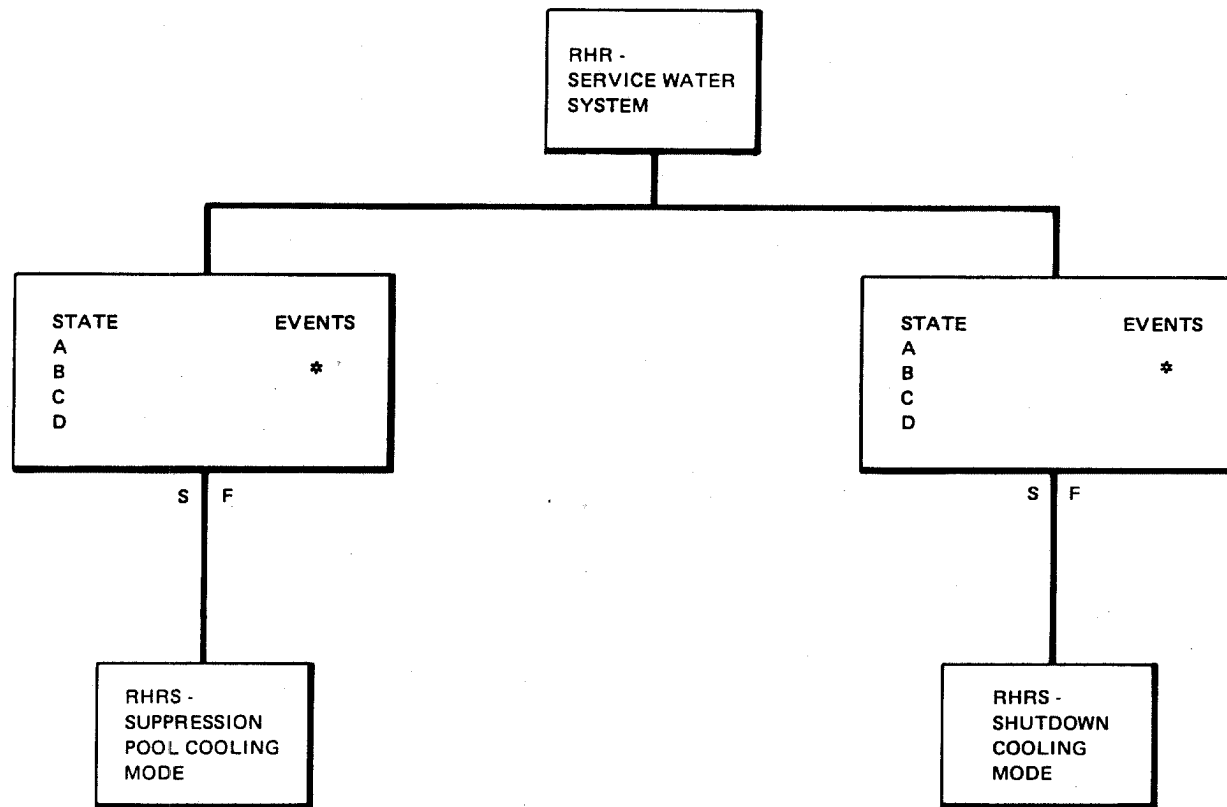 RHR -
SERVICE WATER
SYSTEM
STATE EVENTS
A
B *
C
D
S F
RHRS -
SUPPRESSION
POOL COOLING
MODE
STATE EVENTS
A
B *
C
D
S F
RHRS -
SHUTDOWN
COOLING
MODE